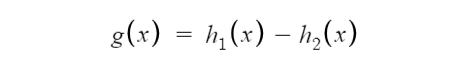 g(x) = h₁(x) − h₂(x)